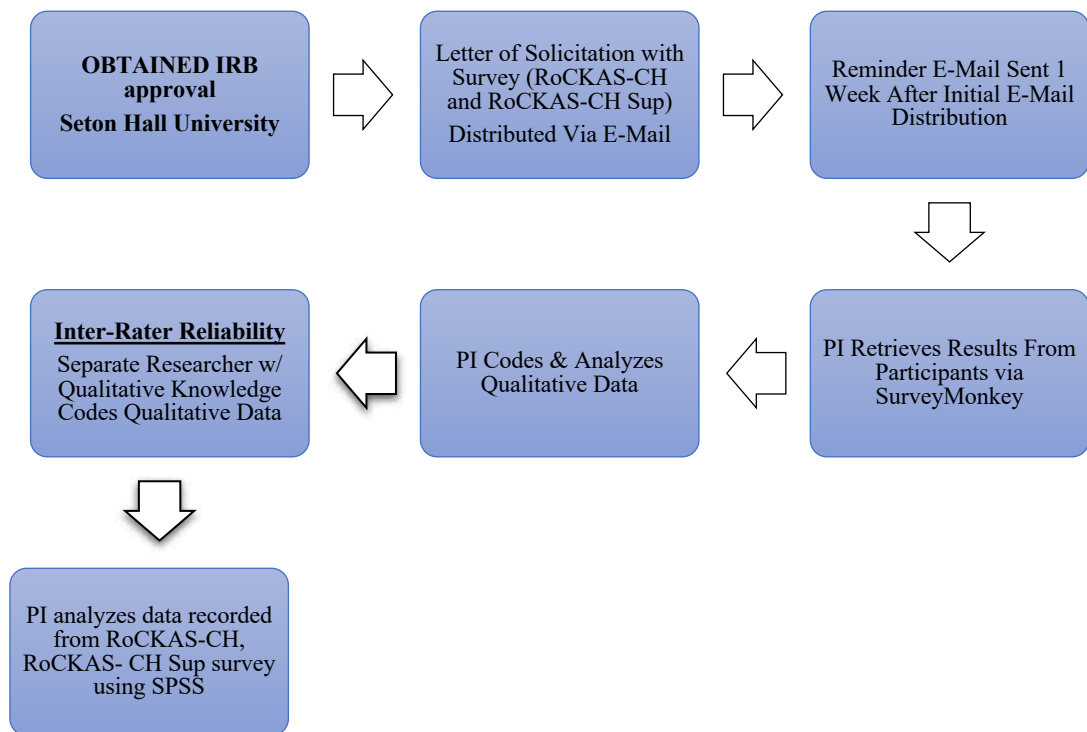 OBTAINED IRB
approval
Seton Hall University
Letter of Solicitation with
Survey (RoCKAS-CH
and RoCKAS-CH Sup)
Distributed Via E-Mail
Reminder E-Mail Sent 1
Week After Initial E-Mail
Distribution
PI Retrieves Results From
Participants via
SurveyMonkey
PI Codes & Analyzes
Qualitative Data
Inter-Rater Reliability
Separate Researcher w/
Qualitative Knowledge
Codes Qualitative Data
PI analyzes data recorded
from RoCKAS-CH,
RoCKAS- CH Sup survey
using SPSS